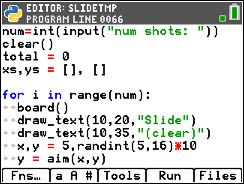 EDITOR: SLIDETMP
PROGRAM LINE 0066
num=int(input("num shots: "))
clear()
total = 0
xs,ys = [], []
for i in range(num):
board()
draw_text(10,20,"Slide")
draw_text(10,35,"(clear)")
x,y = 5,randint(5,16)*10
y = aim(x,y)
Fns… | a A # | Tools | Run | Files